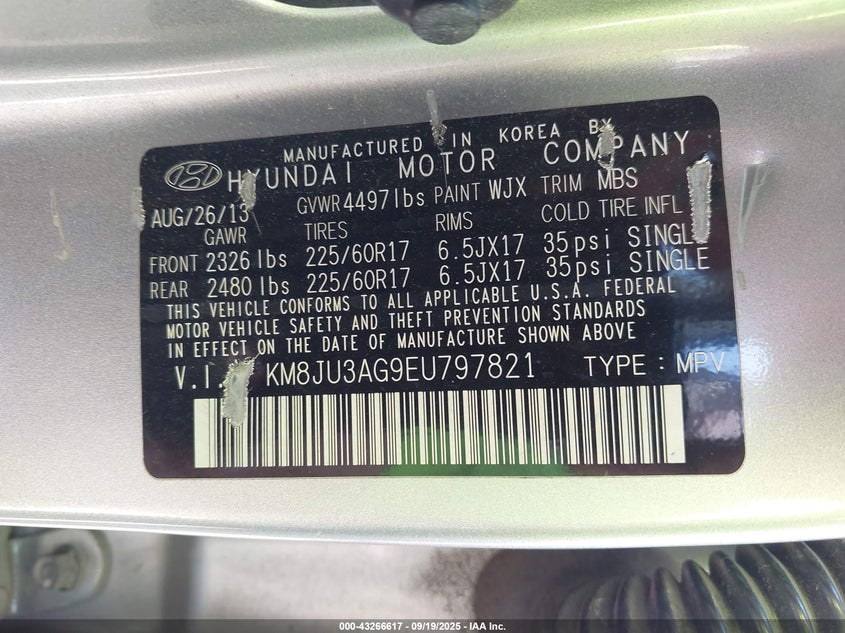 MANUFACTURED IN KOREA BY
HYUNDAI MOTOR COMPANY
AUG/26/13 GVWR 4497 lbs PAINT WJX TRIM MBS
GAWR TIRES RIMS COLD TIRE INFL
FRONT 2326 lbs 225/60R17 6.5JX17 35 psi SINGLE
REAR 2480 lbs 225/60R17 6.5JX17 35 psi SINGLE
THIS VEHICLE CONFORMS TO ALL APPLICABLE U.S.A. FEDERAL
MOTOR VEHICLE SAFETY AND THEFT PREVENTION STANDARDS
IN EFFECT ON THE DATE OF MANUFACTURE SHOWN ABOVE
V.I. KM8JU3AG9EU797821 TYPE : MPV
000-43266617 - 09/19/2025 - IAA Inc.